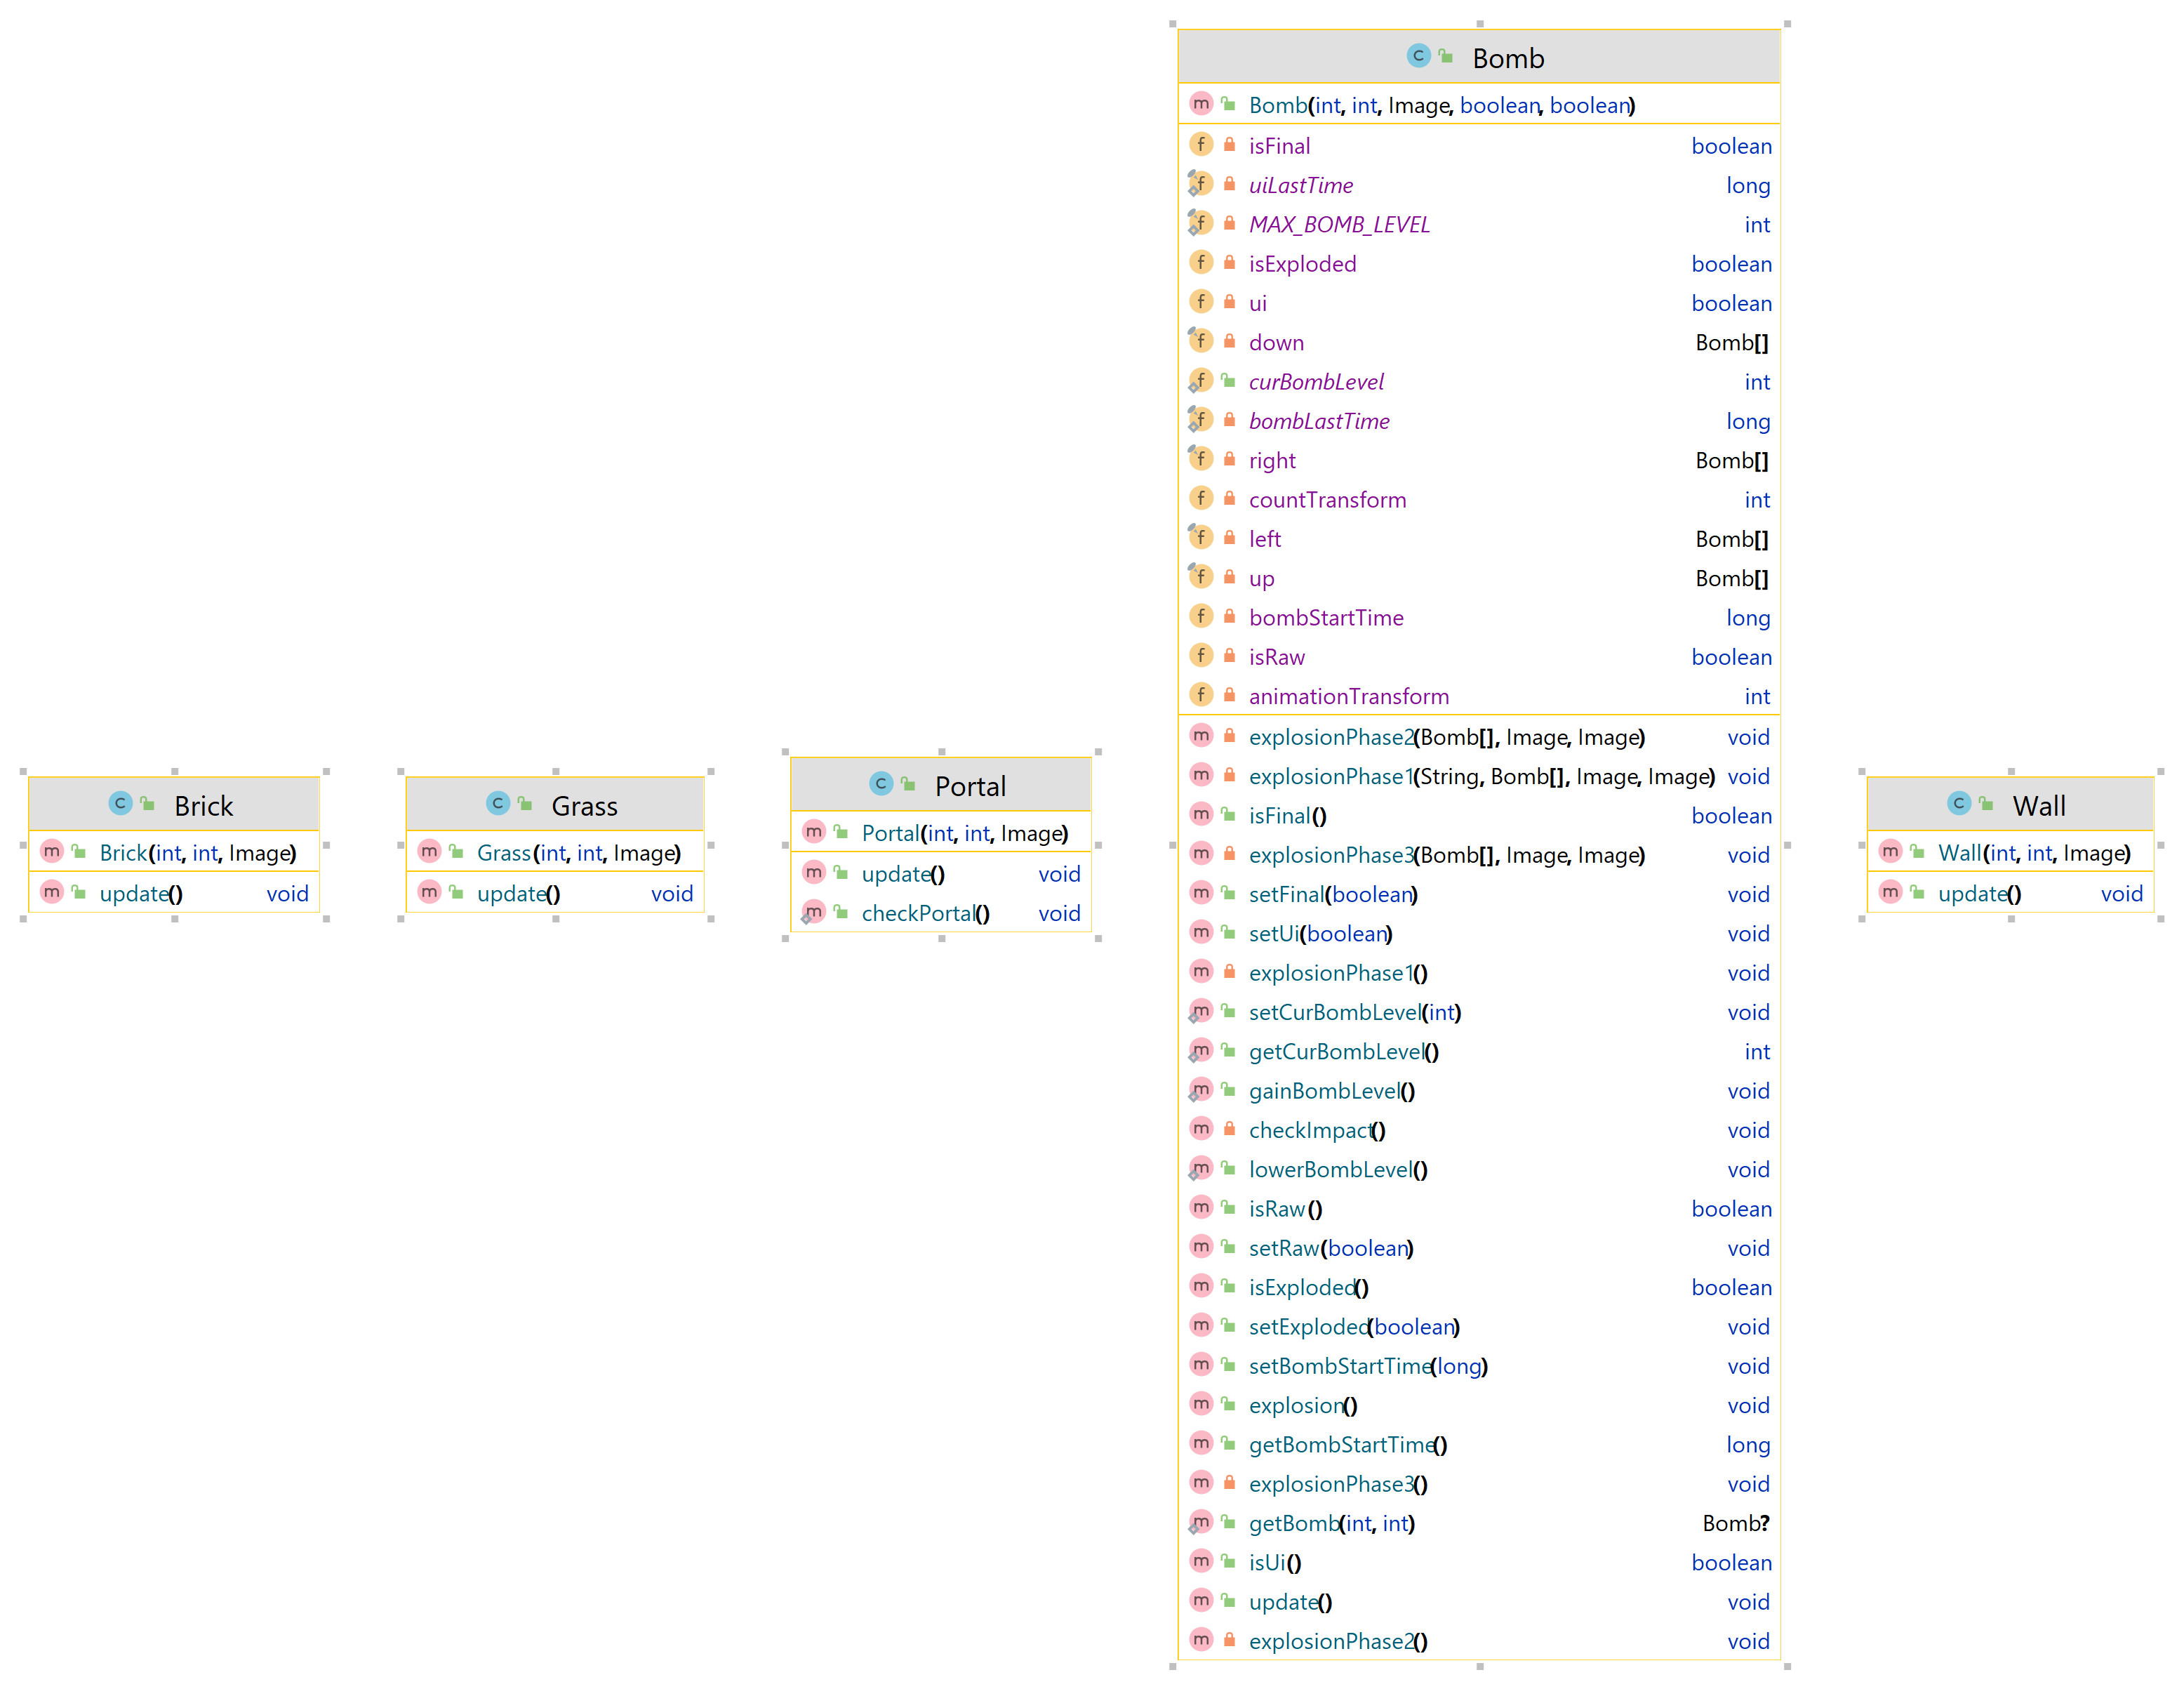 Brick
Brick(int, int, Image)
update() void
Grass
Grass(int, int, Image)
update() void
Portal
Portal(int, int, Image)
update() void
checkPortal() void
Bomb
Bomb(int, int, Image, boolean, boolean)
isFinal boolean
uiLastTime long
MAX_BOMB_LEVEL int
isExploded boolean
ui boolean
down Bomb[]
curBombLevel int
bombLastTime long
right Bomb[]
countTransform int
left Bomb[]
up Bomb[]
bombStartTime long
isRaw boolean
animationTransform int
explosionPhase2(Bomb[], Image, Image) void
explosionPhase1(String, Bomb[], Image, Image) void
isFinal() boolean
explosionPhase3(Bomb[], Image, Image) void
setFinal(boolean) void
setUi(boolean) void
explosionPhase1() void
setCurBombLevel(int) void
getCurBombLevel() int
gainBombLevel() void
checkImpact() void
lowerBombLevel() void
isRaw() boolean
setRaw(boolean) void
isExploded() boolean
setExploded(boolean) void
setBombStartTime(long) void
explosion() void
getBombStartTime() long
explosionPhase3() void
getBomb(int, int) Bomb?
isUi() boolean
update() void
explosionPhase2() void
Wall
Wall(int, int, Image)
update() void